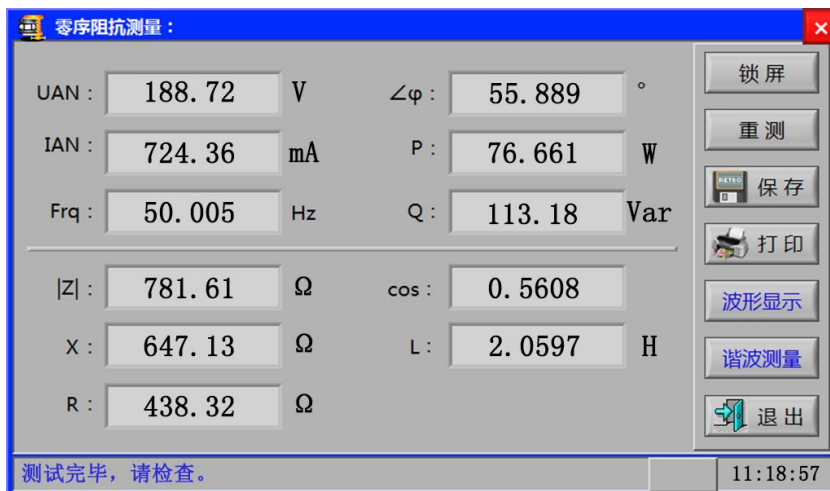 零序阻抗测量：
UAN： 188.72 V ∠φ： 55.889 °
IAN： 724.36 mA P： 76.661 W
Frq： 50.005 Hz Q： 113.18 Var
|Z|： 781.61 Ω cos： 0.5608
X： 647.13 Ω L： 2.0597 H
R： 438.32 Ω
锁屏
重测
RETRO
保存
打印
波形显示
谐波测量
退出
测试完毕，请检查。
11:18:57